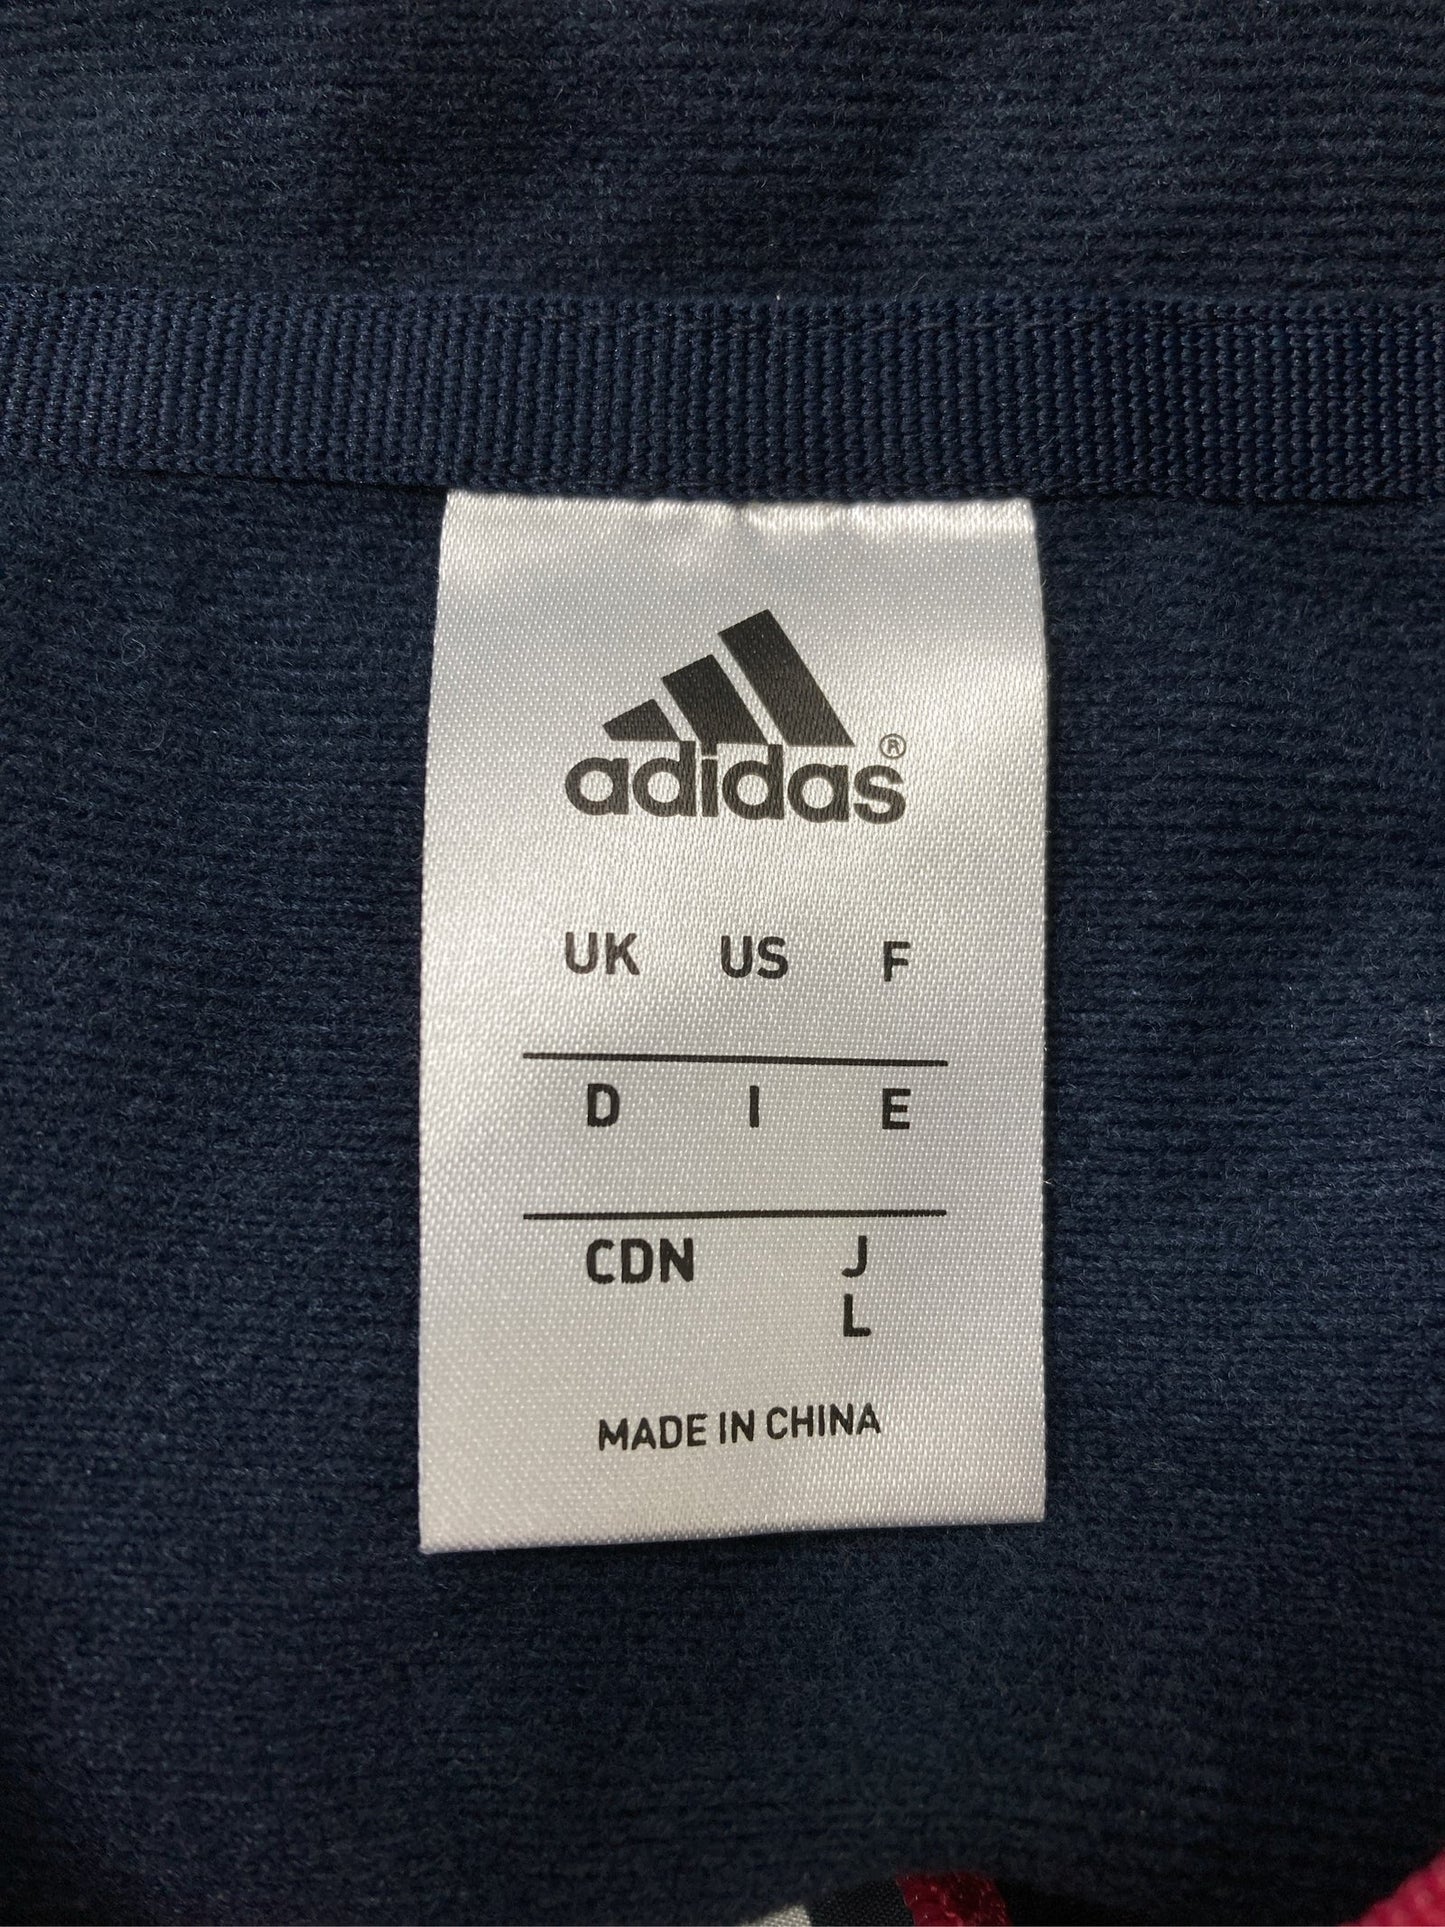 adidas®
UK US F
D I E
CDN J
L
MADE IN CHINA